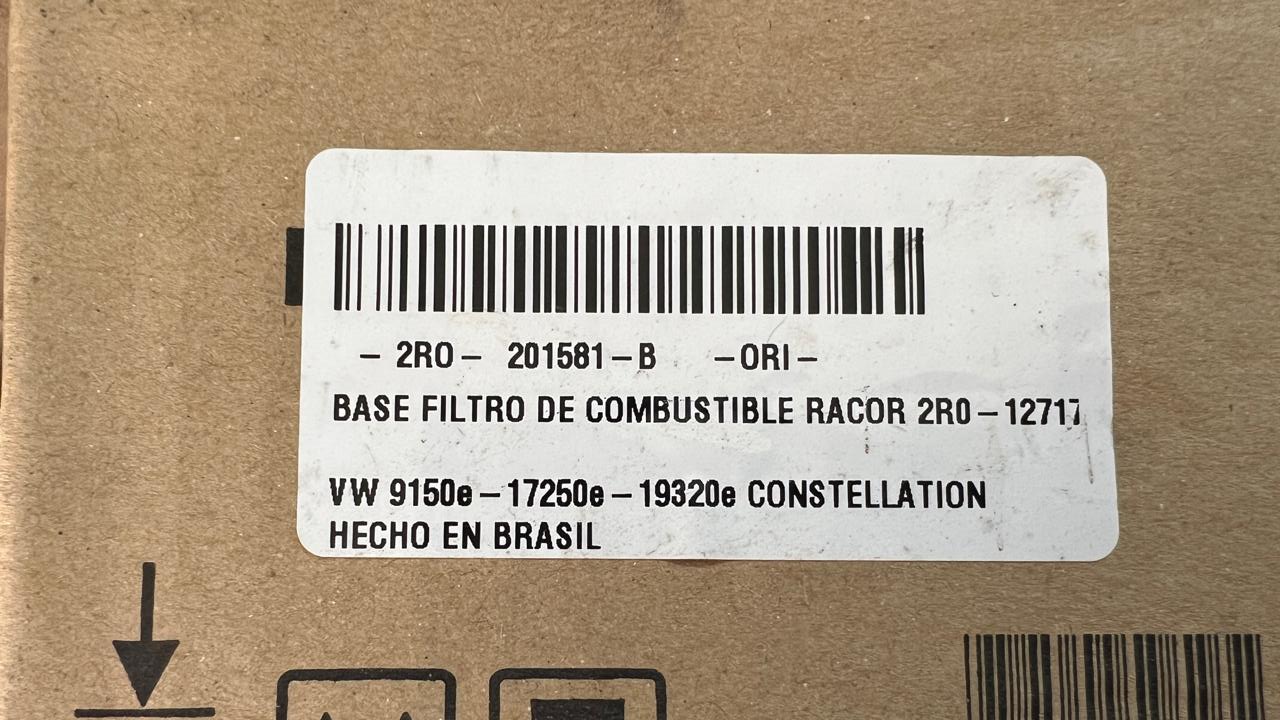 – 2RO – 201581 – B – ORI –
BASE FILTRO DE COMBUSTIBLE RACOR 2R0 – 12717
VW 9150e – 17250e – 19320e CONSTELLATION
HECHO EN BRASIL